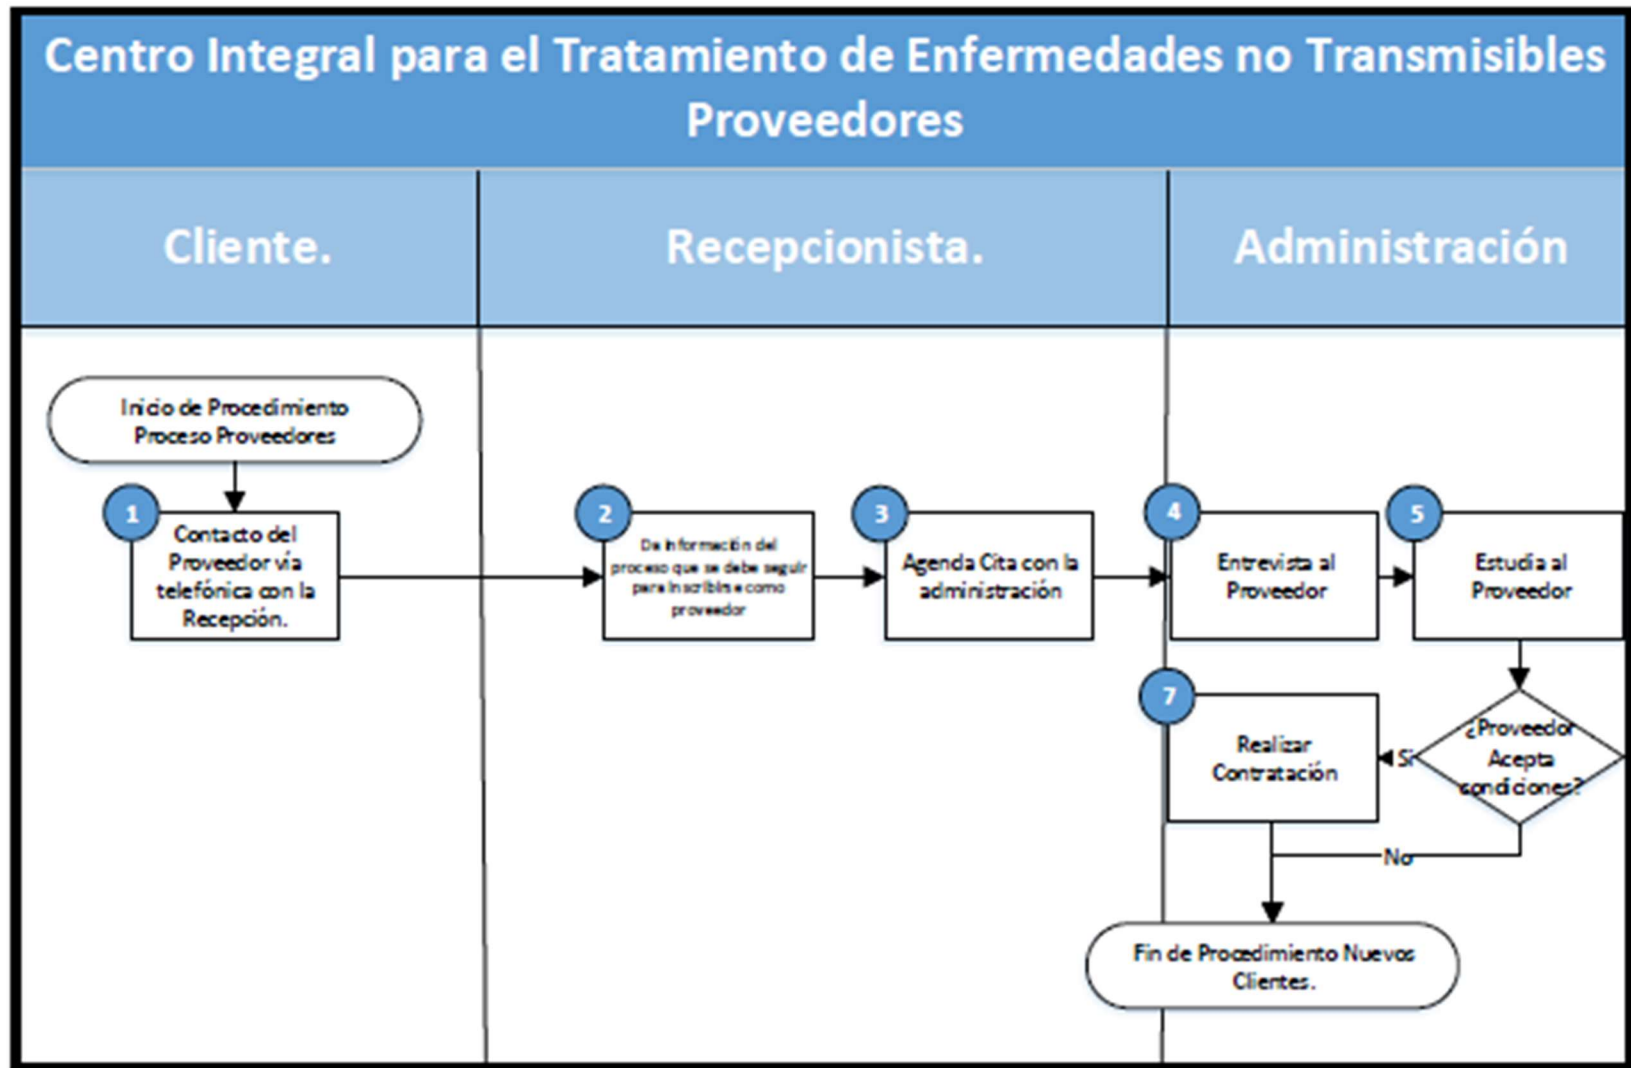 Centro Integral para el Tratamiento de Enfermedades no Transmisibles
Proveedores
Cliente.
Recepcionista.
Administración
Inicio de Procedimiento
Proceso Proveedores
1
Contacto del
Proveedor vía
telefónica con la
Recepción.
2
Da información del
proceso que se debe seguir
para inscribirse como
proveedor
3
Agenda Cita con la
administración
4
Entrevista al
Proveedor
5
Estudia al
Proveedor
7
Realizar
Contratación
Si
¿Proveedor
Acepta
condiciones?
No
Fin de Procedimiento Nuevos
Clientes.